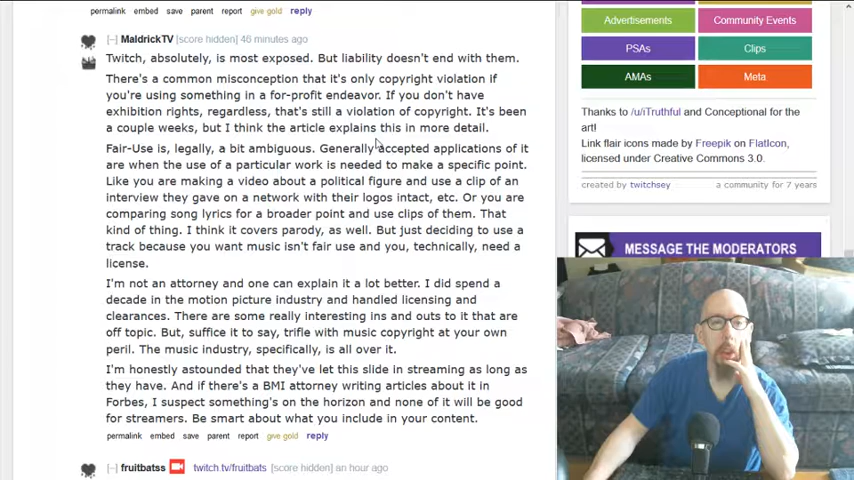 permalink embed save parent report give gold reply
[–] MaldrickTV [score hidden] 46 minutes ago
Twitch, absolutely, is most exposed. But liability doesn't end with them.
There's a common misconception that it's only copyright violation if
you're using something in a for-profit endeavor. If you don't have
exhibition rights, regardless, that's still a violation of copyright. It's been
a couple weeks, but I think the article explains this in more detail.
Fair-Use is, legally, a bit ambiguous. Generally accepted applications of it
are when the use of a particular work is needed to make a specific point.
Like you are making a video about a political figure and use a clip of an
interview they gave on a network with their logos intact, etc. Or you are
comparing song lyrics for a broader point and use clips of them. That
kind of thing. I think it covers parody, as well. But just deciding to use a
track because you want music isn't fair use and you, technically, need a
license.
I'm not an attorney and one can explain it a lot better. I did spend a
decade in the motion picture industry and handled licensing and
clearances. There are some really interesting ins and outs to it that are
off topic. But, suffice it to say, trifle with music copyright at your own
peril. The music industry, specifically, is all over it.
I'm honestly astounded that they've let this slide in streaming as long as
they have. And if there's a BMI attorney writing articles about it in
Forbes, I suspect something's on the horizon and none of it will be good
for streamers. Be smart about what you include in your content.
permalink embed save parent report give gold reply
[–] fruitbatss twitch.tv/fruitbats [score hidden] an hour ago
Advertisements Community Events
PSAs Clips
AMAs Meta
Thanks to /u/iTruthful and Conceptional for the
art!
Link flair icons made by Freepik on FlatIcon,
licensed under Creative Commons 3.0.
created by twitchsey a community for 7 years
MESSAGE THE MODERATORS